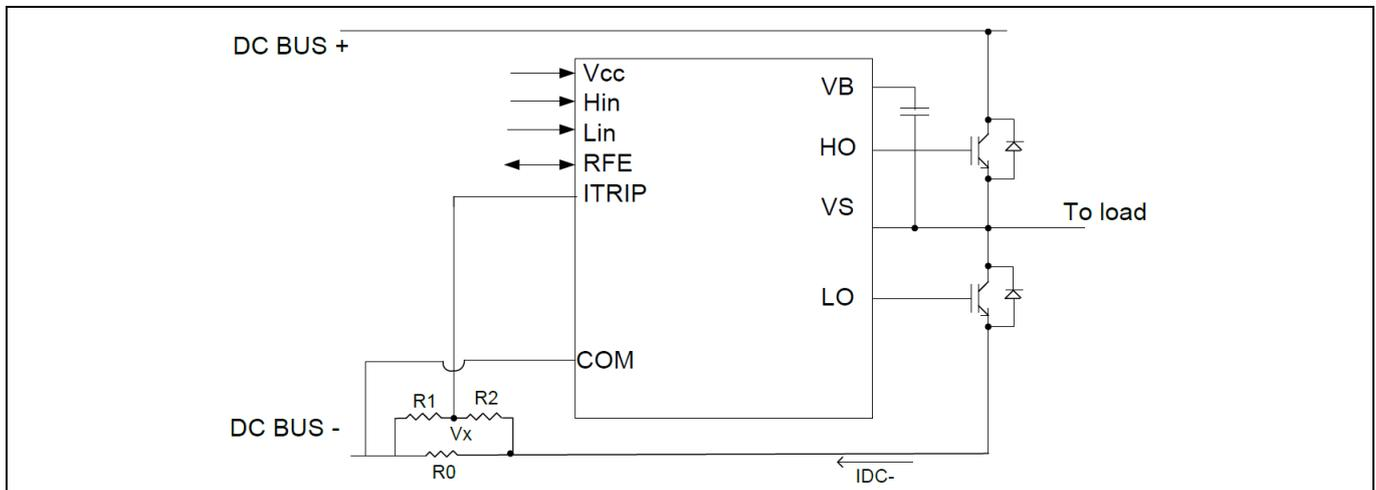 DC BUS +
Vcc
Hin
Lin
RFE
ITRIP
VB
HO
VS
To load
LO
COM
R1
R2
DC BUS -
Vx
R0
IDC-